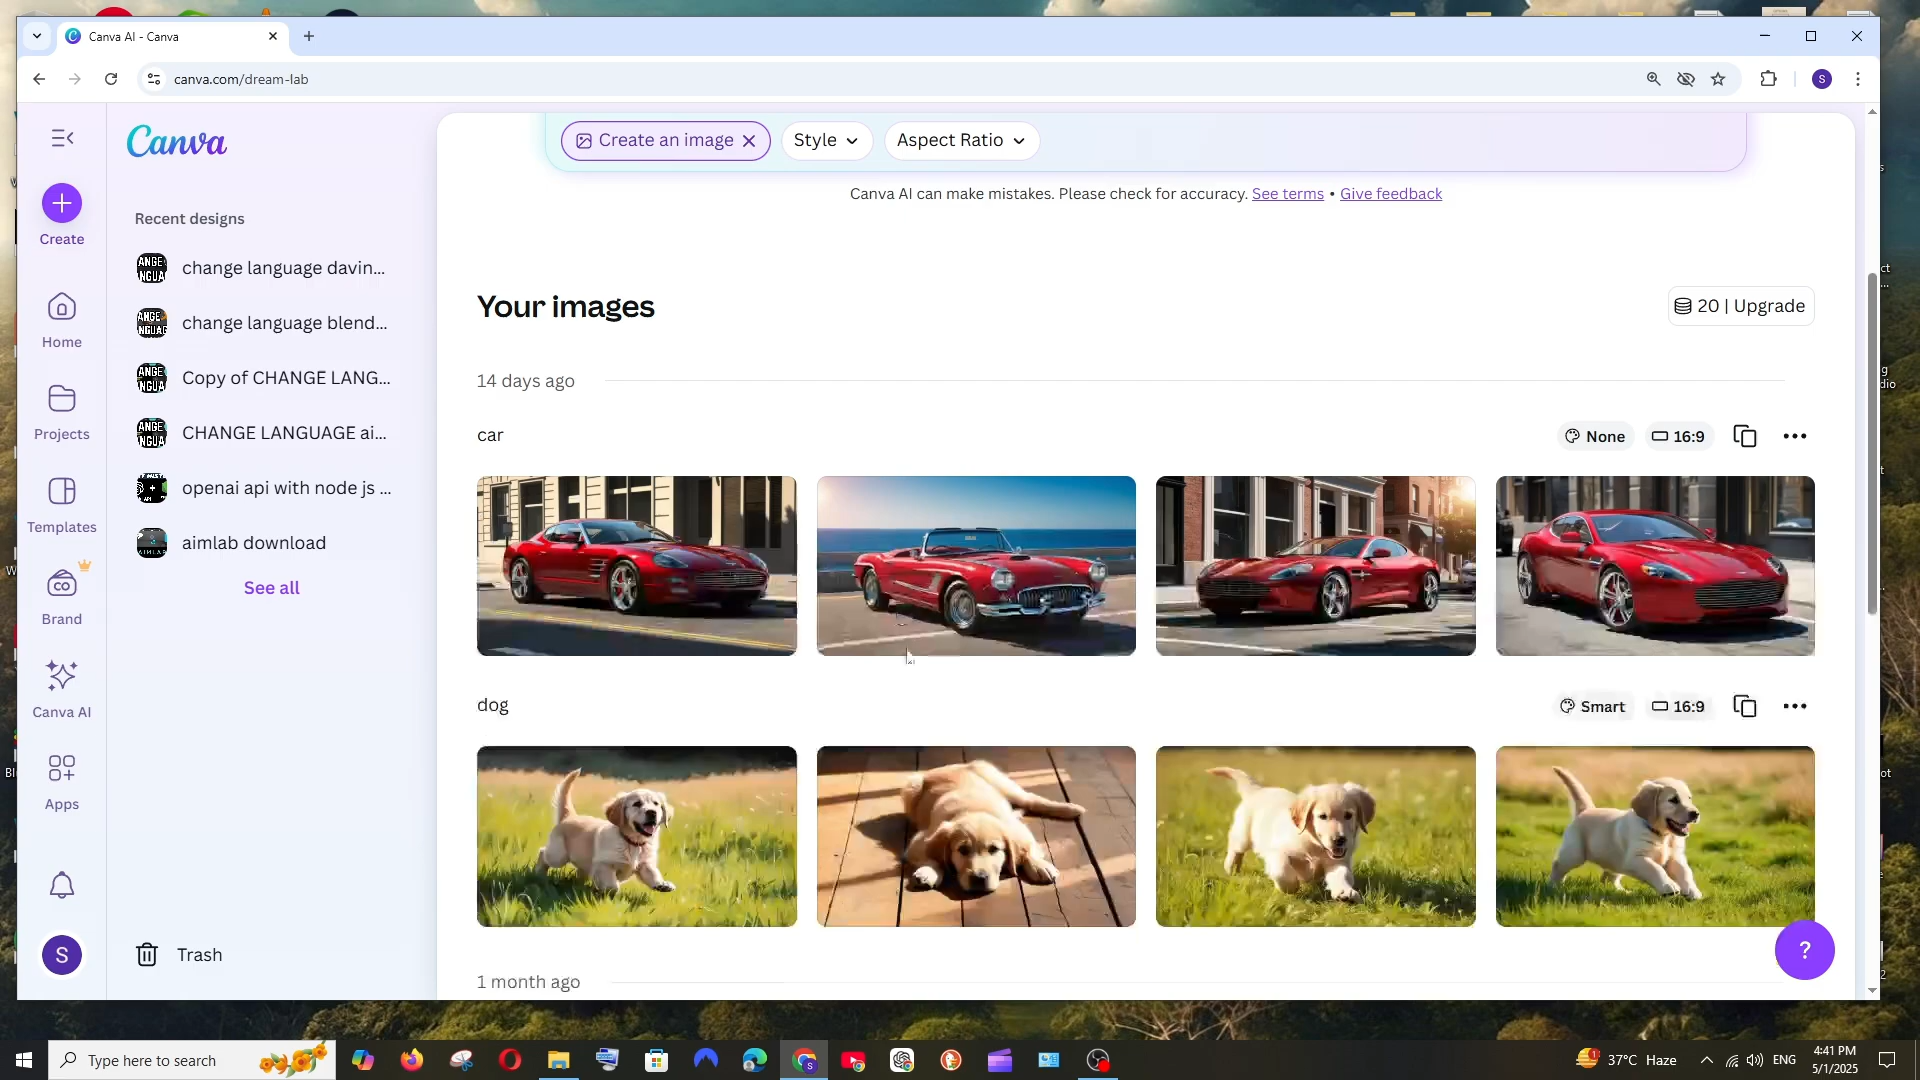 Canva AI - Canva
canva.com/dream-lab
S
Canva
Create
Home
Projects
Templates
Brand
Canva AI
Apps
S
Recent designs
change language davin...
change language blend...
Copy of CHANGE LANG...
CHANGE LANGUAGE ai...
openai api with node js ...
aimlab download
See all
Trash
Create an image
Style
Aspect Ratio
Canva AI can make mistakes. Please check for accuracy. See terms • Give feedback
Your images
20 | Upgrade
14 days ago
car
None
16:9
dog
Smart
16:9
1 month ago
?
Type here to search
37°C Haze
ENG
4:41 PM
5/1/2025